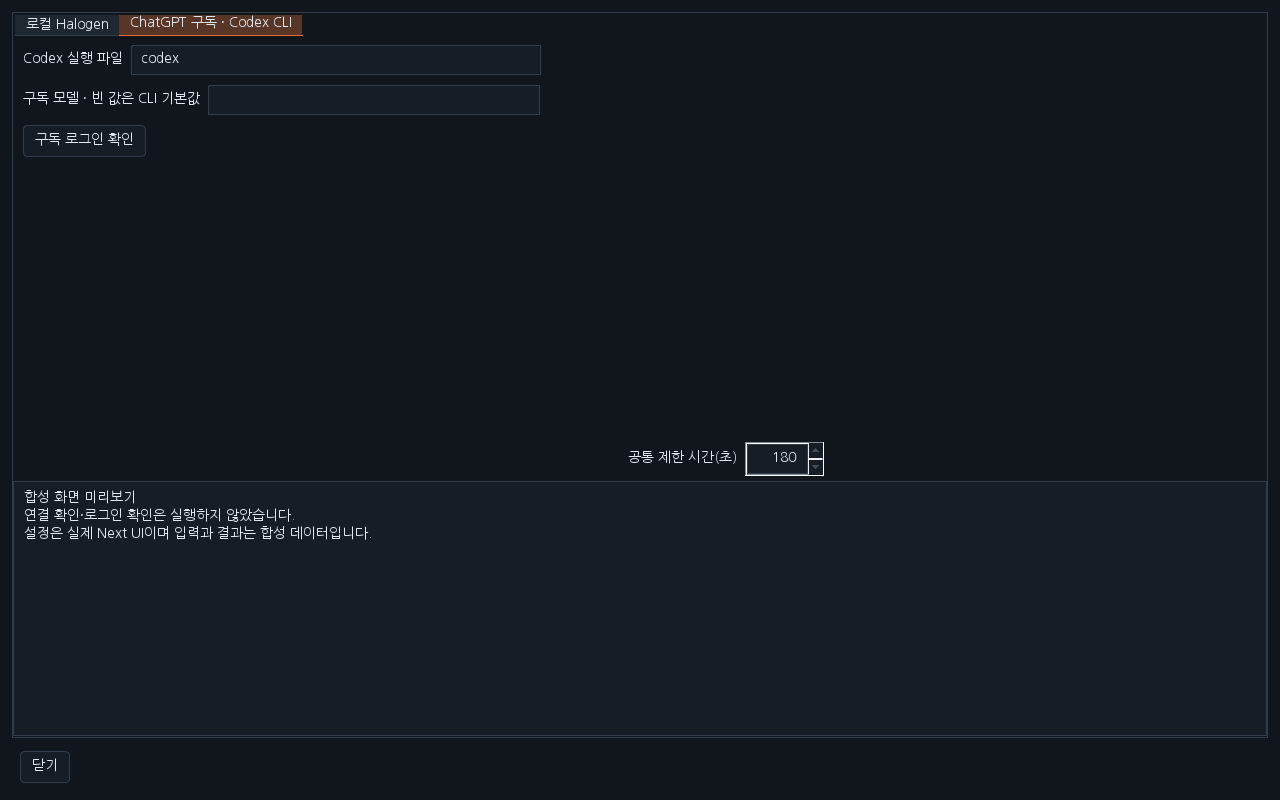 로컬 Halogen
ChatGPT 구독 · Codex CLI
Codex 실행 파일
codex
구독 모델 · 빈 값은 CLI 기본값
구독 로그인 확인
공통 제한 시간(초)
180
합성 화면 미리보기
연결 확인·로그인 확인은 실행하지 않았습니다.
설정은 실제 Next UI이며 입력과 결과는 합성 데이터입니다.
닫기